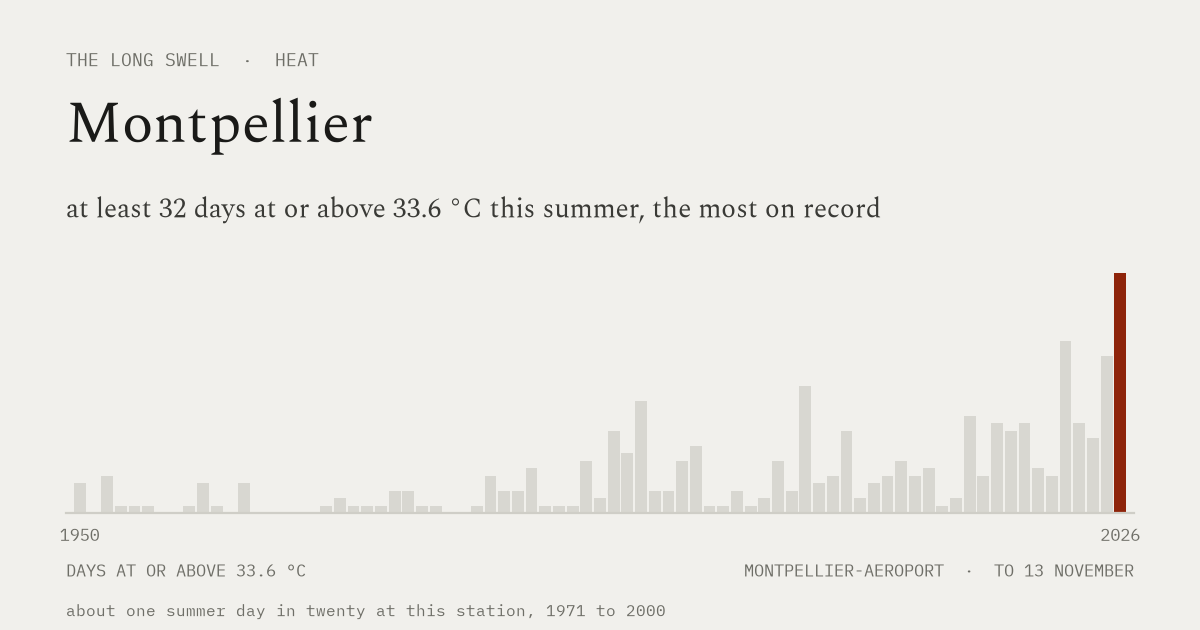 THE LONG SWELL · HEAT
Montpellier
at least 32 days at or above 33.6 °C this summer, the most on record
1950 2026
DAYS AT OR ABOVE 33.6 °C MONTPELLIER-AEROPORT · TO 13 NOVEMBER
about one summer day in twenty at this station, 1971 to 2000